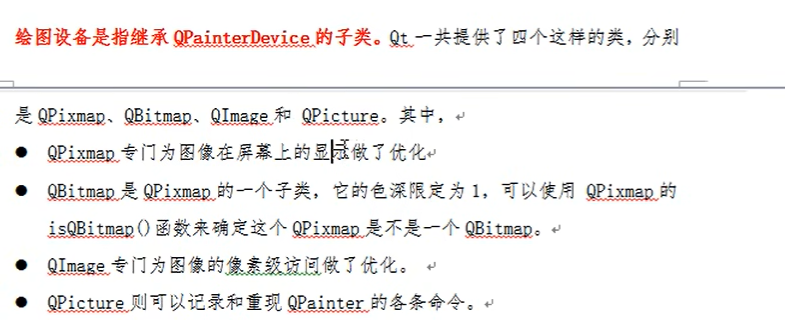 绘图设备是指继承 QPainterDevice 的子类。Qt 一共提供了四个这样的类，分别
是 QPixmap、QBitmap、QImage 和 QPicture。其中，
● QPixmap 专门为图像在屏幕上的显示做了优化
● QBitmap 是 QPixmap 的一个子类，它的色深限定为 1，可以使用 QPixmap 的
isQBitmap()函数来确定这个 QPixmap 是不是一个 QBitmap。
● QImage 专门为图像的像素级访问做了优化。
● QPicture 则可以记录和重现 QPainter 的各条命令。